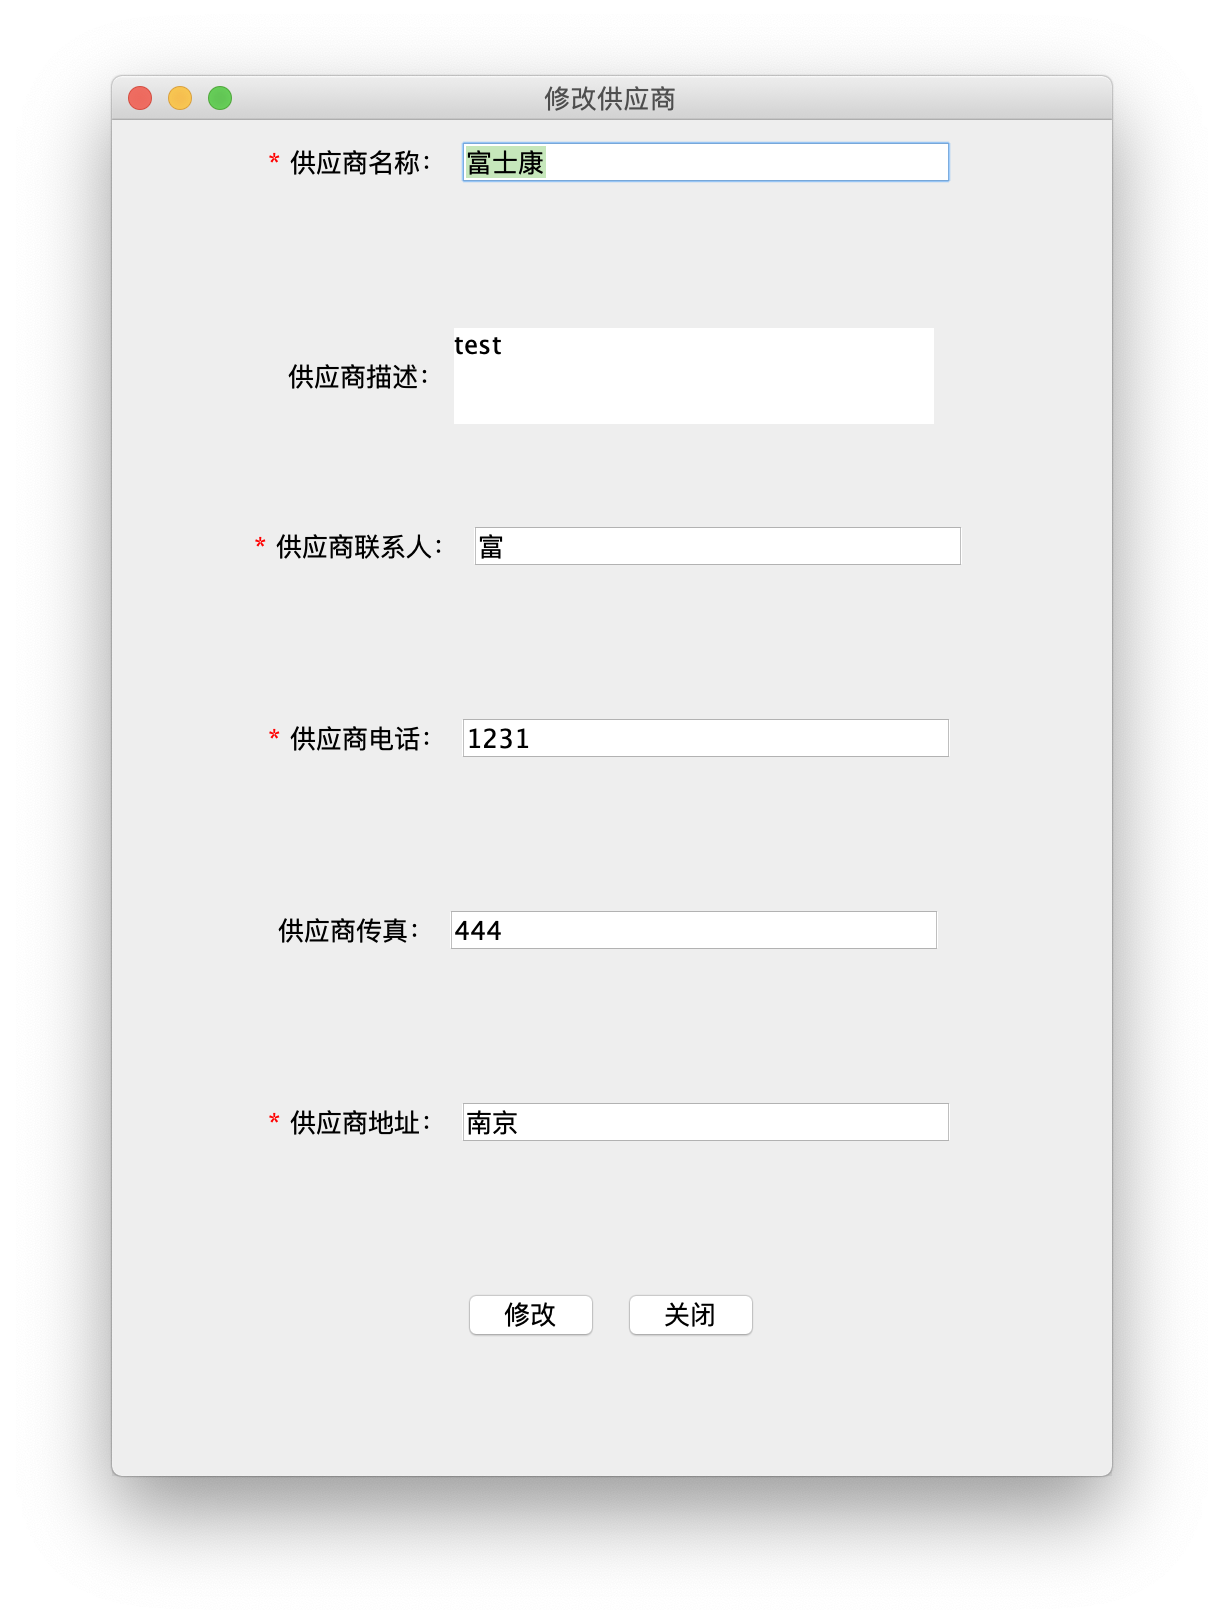 修改供应商
* 供应商名称： 富士康
供应商描述： test
* 供应商联系人： 富
* 供应商电话： 1231
供应商传真： 444
* 供应商地址： 南京
修改 关闭